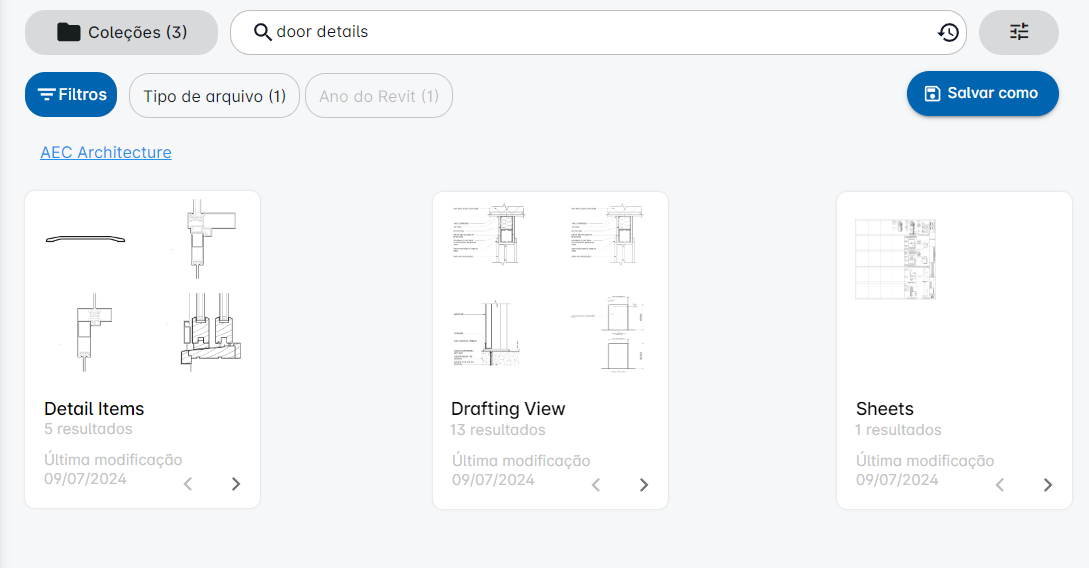 Coleções (3)
door details
Filtros
Tipo de arquivo (1)
Ano do Revit (1)
Salvar como
AEC Architecture
Detail Items
5 resultados
Última modificação
09/07/2024
Drafting View
13 resultados
Última modificação
09/07/2024
Sheets
1 resultados
Última modificação
09/07/2024